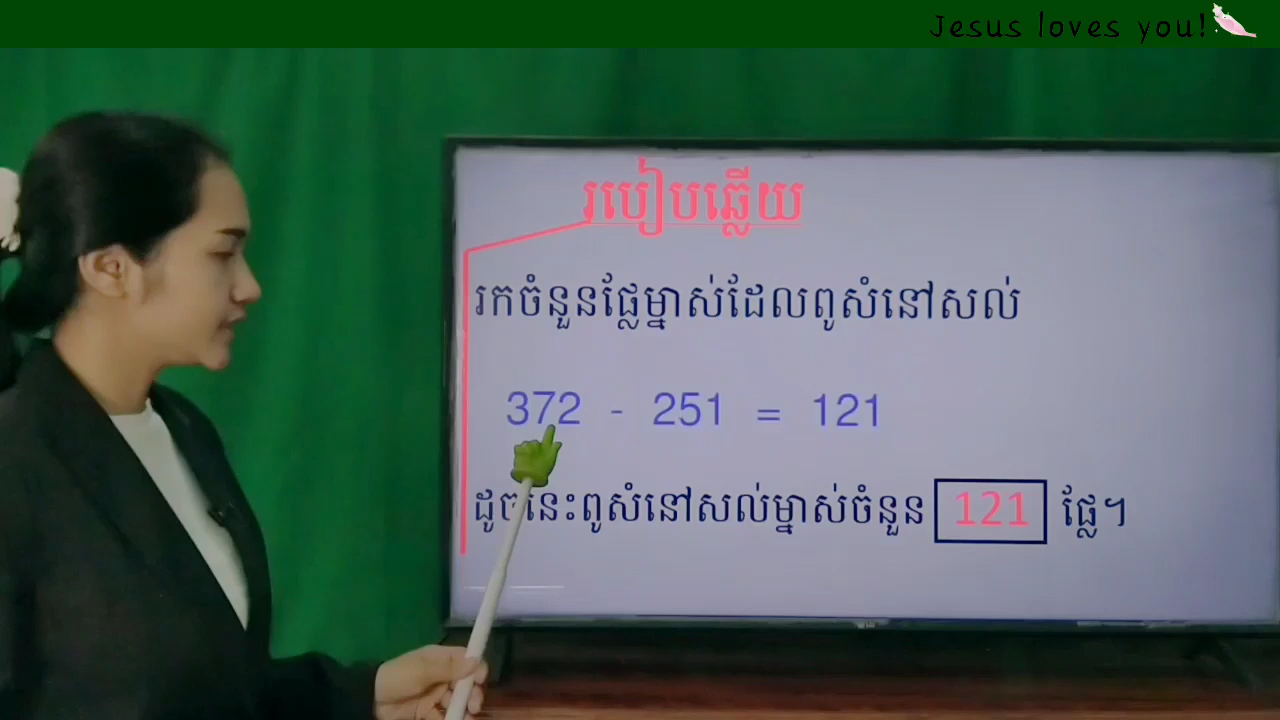 Jesus loves you!
របៀបឆ្លើយ
រកចំនួនផ្លែម្នាស់ដែលពូសំនៅសល់
372 - 251 = 121
ដូចនេះពូសំនៅសល់ម្នាស់ចំនួន 121 ផ្លែ។